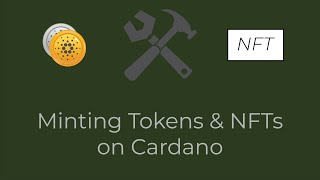 NFT
Minting Tokens & NFTs
on Cardano